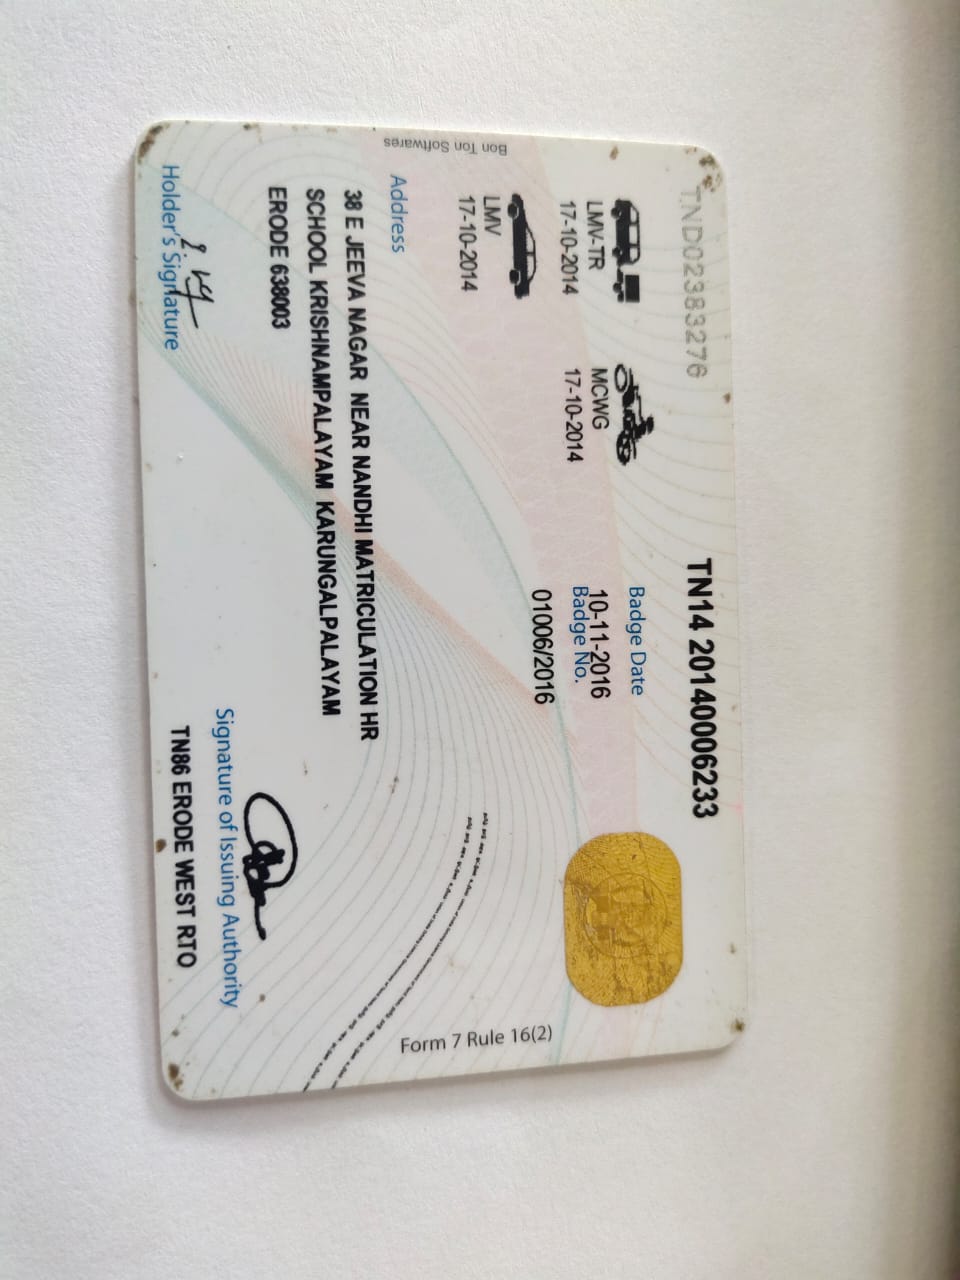 TND02383276
TN14 20140006233
LMV-TR
17-10-2014
MCWG
17-10-2014
Badge Date
10-11-2016
Badge No.
01006/2016
LMV
17-10-2014
Bon Ton Softwares
Form 7 Rule 16(2)
Address
38 E JEEVA NAGAR NEAR NANDHI MATRICULATION HR
SCHOOL KRISHNAMPALAYAM KARUNGALPALAYAM
ERODE 638003
Holder's Signature
Signature of Issuing Authority
TN86 ERODE WEST RTO